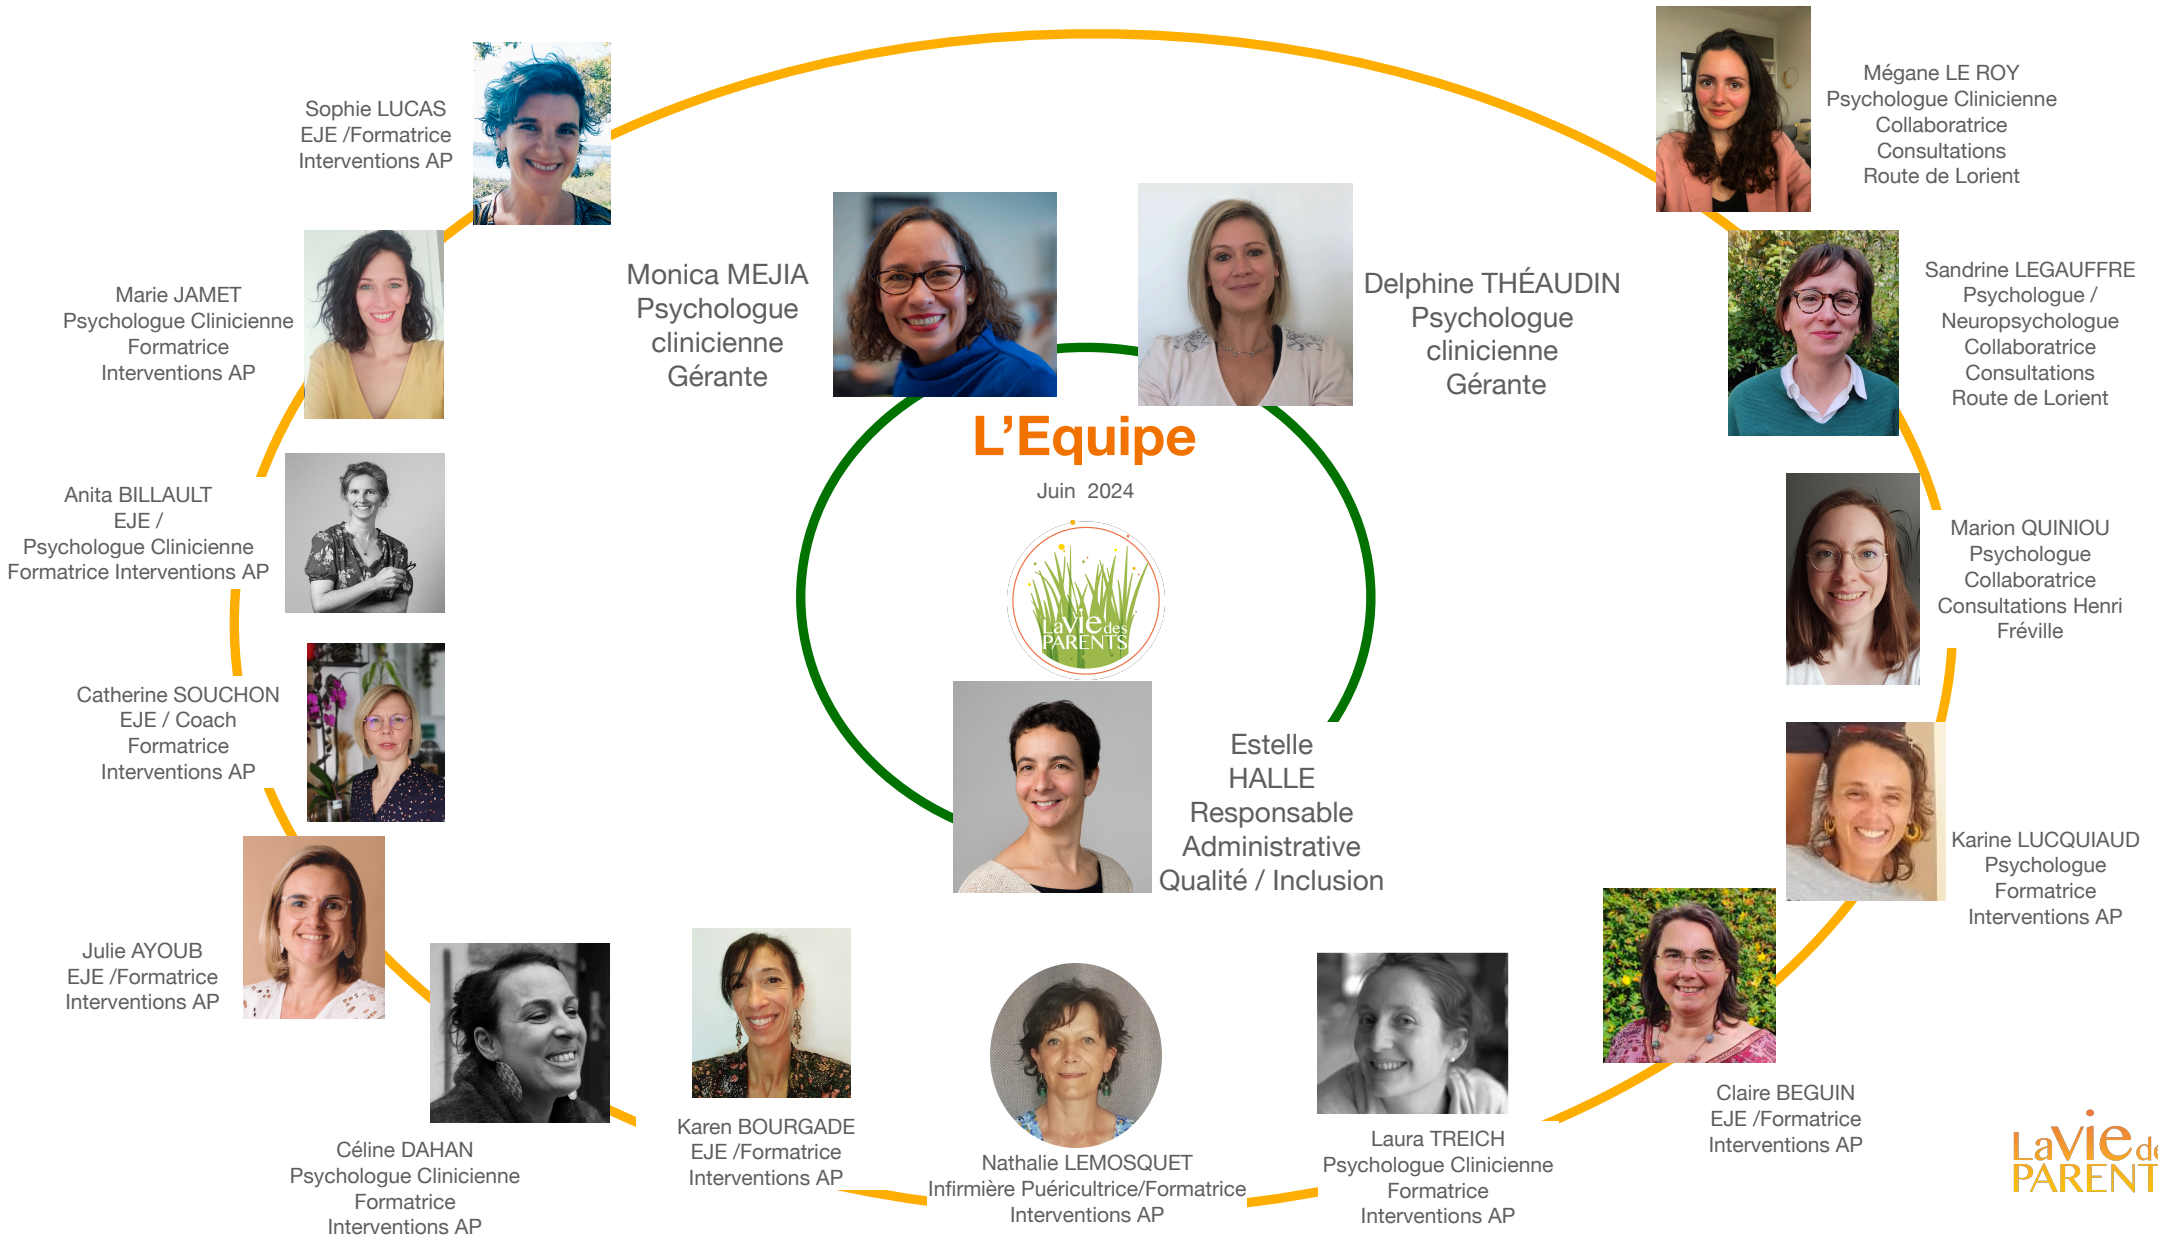 Sophie LUCAS
EJE /Formatrice
Interventions AP
Mégane LE ROY
Psychologue Clinicienne
Collaboratrice
Consultations
Route de Lorient
Monica MEJIA
Psychologue
clinicienne
Gérante
Delphine THÉAUDIN
Psychologue
clinicienne
Gérante
Marie JAMET
Psychologue Clinicienne
Formatrice
Interventions AP
Sandrine LEGAUFFRE
Psychologue /
Neuropsychologue
Collaboratrice
Consultations
Route de Lorient
L’Equipe
Juin 2024
LaVie des
PARENTS
Anita BILLAULT
EJE /
Psychologue Clinicienne
Formatrice Interventions AP
Marion QUINIOU
Psychologue
Collaboratrice
Consultations Henri
Fréville
Catherine SOUCHON
EJE / Coach
Formatrice
Interventions AP
Estelle
HALLE
Responsable
Administrative
Qualité / Inclusion
Karine LUCQUIAUD
Psychologue
Formatrice
Interventions AP
Julie AYOUB
EJE /Formatrice
Interventions AP
Céline DAHAN
Psychologue Clinicienne
Formatrice
Interventions AP
Karen BOURGADE
EJE /Formatrice
Interventions AP
Nathalie LEMOSQUET
Infirmière Puéricultrice/Formatrice
Interventions AP
Laura TREICH
Psychologue Clinicienne
Formatrice
Interventions AP
Claire BEGUIN
EJE /Formatrice
Interventions AP
LaVie de
PARENT